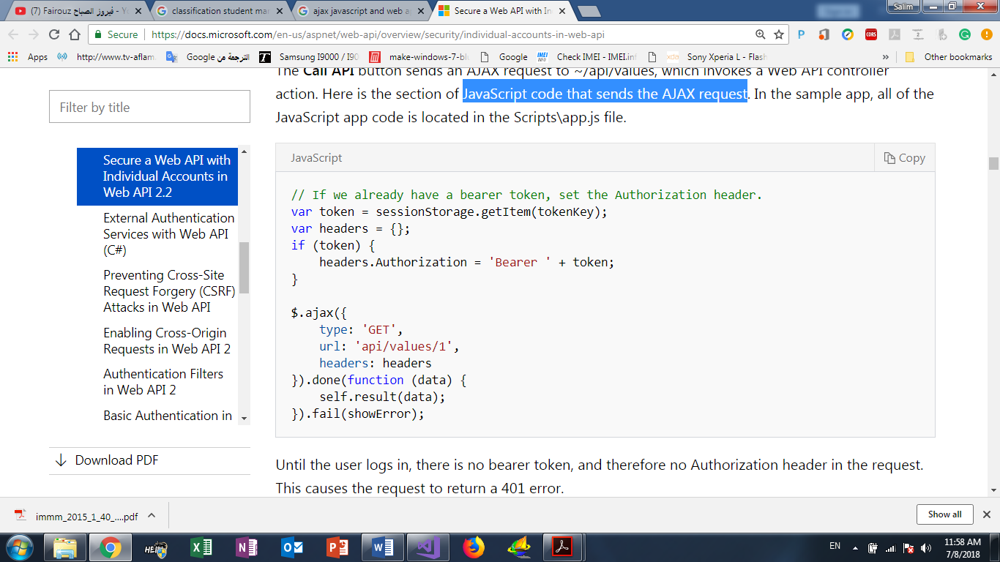 (7) Fairouz فيروز الصباح - Yo
classification student mar
ajax javascript and web ap
Secure a Web API with In
Salim
Secure
https://docs.microsoft.com/en-us/aspnet/web-api/overview/security/individual-accounts-in-web-api
Apps
http://www.tv-aflam.
Google الترجمة من
Samsung I9000 / I90
make-windows-7-bl
Google
Check IMEI - IMEI.inf
Sony Xperia L - Flash
Other bookmarks
Filter by title
Secure a Web API with
Individual Accounts in
Web API 2.2
External Authentication
Services with Web API
(C#)
Preventing Cross-Site
Request Forgery (CSRF)
Attacks in Web API
Enabling Cross-Origin
Requests in Web API 2
Authentication Filters
in Web API 2
Basic Authentication in
Download PDF
The Call API button sends an AJAX request to ~/api/values, which invokes a Web API controller
action. Here is the section of JavaScript code that sends the AJAX request. In the sample app, all of the
JavaScript app code is located in the Scripts\app.js file.
JavaScript
Copy
// If we already have a bearer token, set the Authorization header.
var token = sessionStorage.getItem(tokenKey);
var headers = {};
if (token) {
    headers.Authorization = 'Bearer ' + token;
}
$.ajax({
    type: 'GET',
    url: 'api/values/1',
    headers: headers
}).done(function (data) {
    self.result(data);
}).fail(showError);
Until the user logs in, there is no bearer token, and therefore no Authorization header in the request.
This causes the request to return a 401 error.
immm_2015_1_40_....pdf
Show all
EN
11:58 AM
7/8/2018